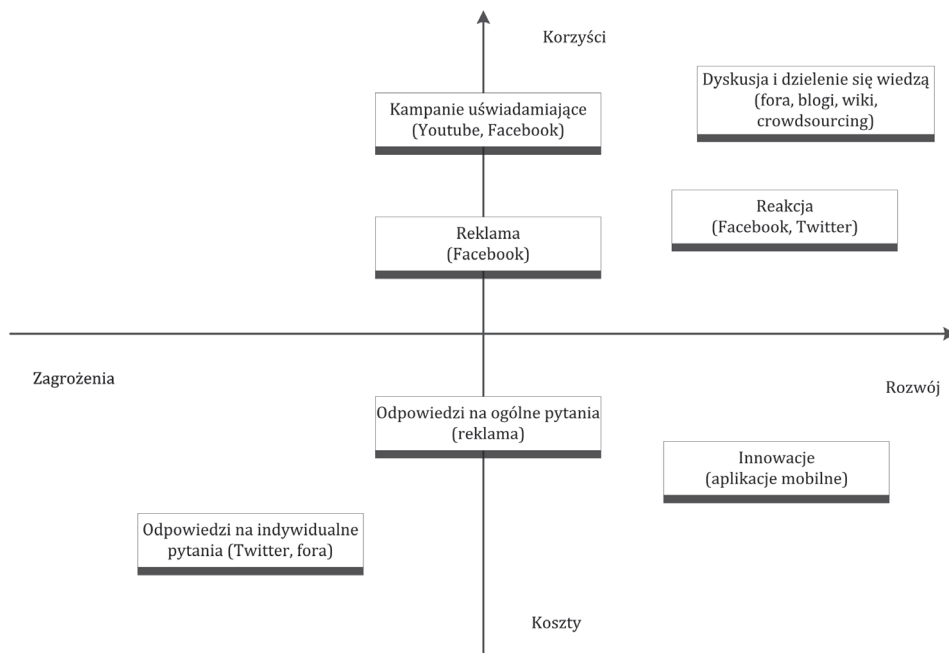 Korzyści
Dyskusja i dzielenie się wiedzą
(fora, blogi, wiki,
crowdsourcing)
Kampanie uświadamiające
(Youtube, Facebook)
Reakcja
(Facebook, Twitter)
Reklama
(Facebook)
Zagrożenia
Rozwój
Odpowiedzi na ogólne pytania
(reklama)
Innowacje
(aplikacje mobilne)
Odpowiedzi na indywidualne
pytania (Twitter, fora)
Koszty